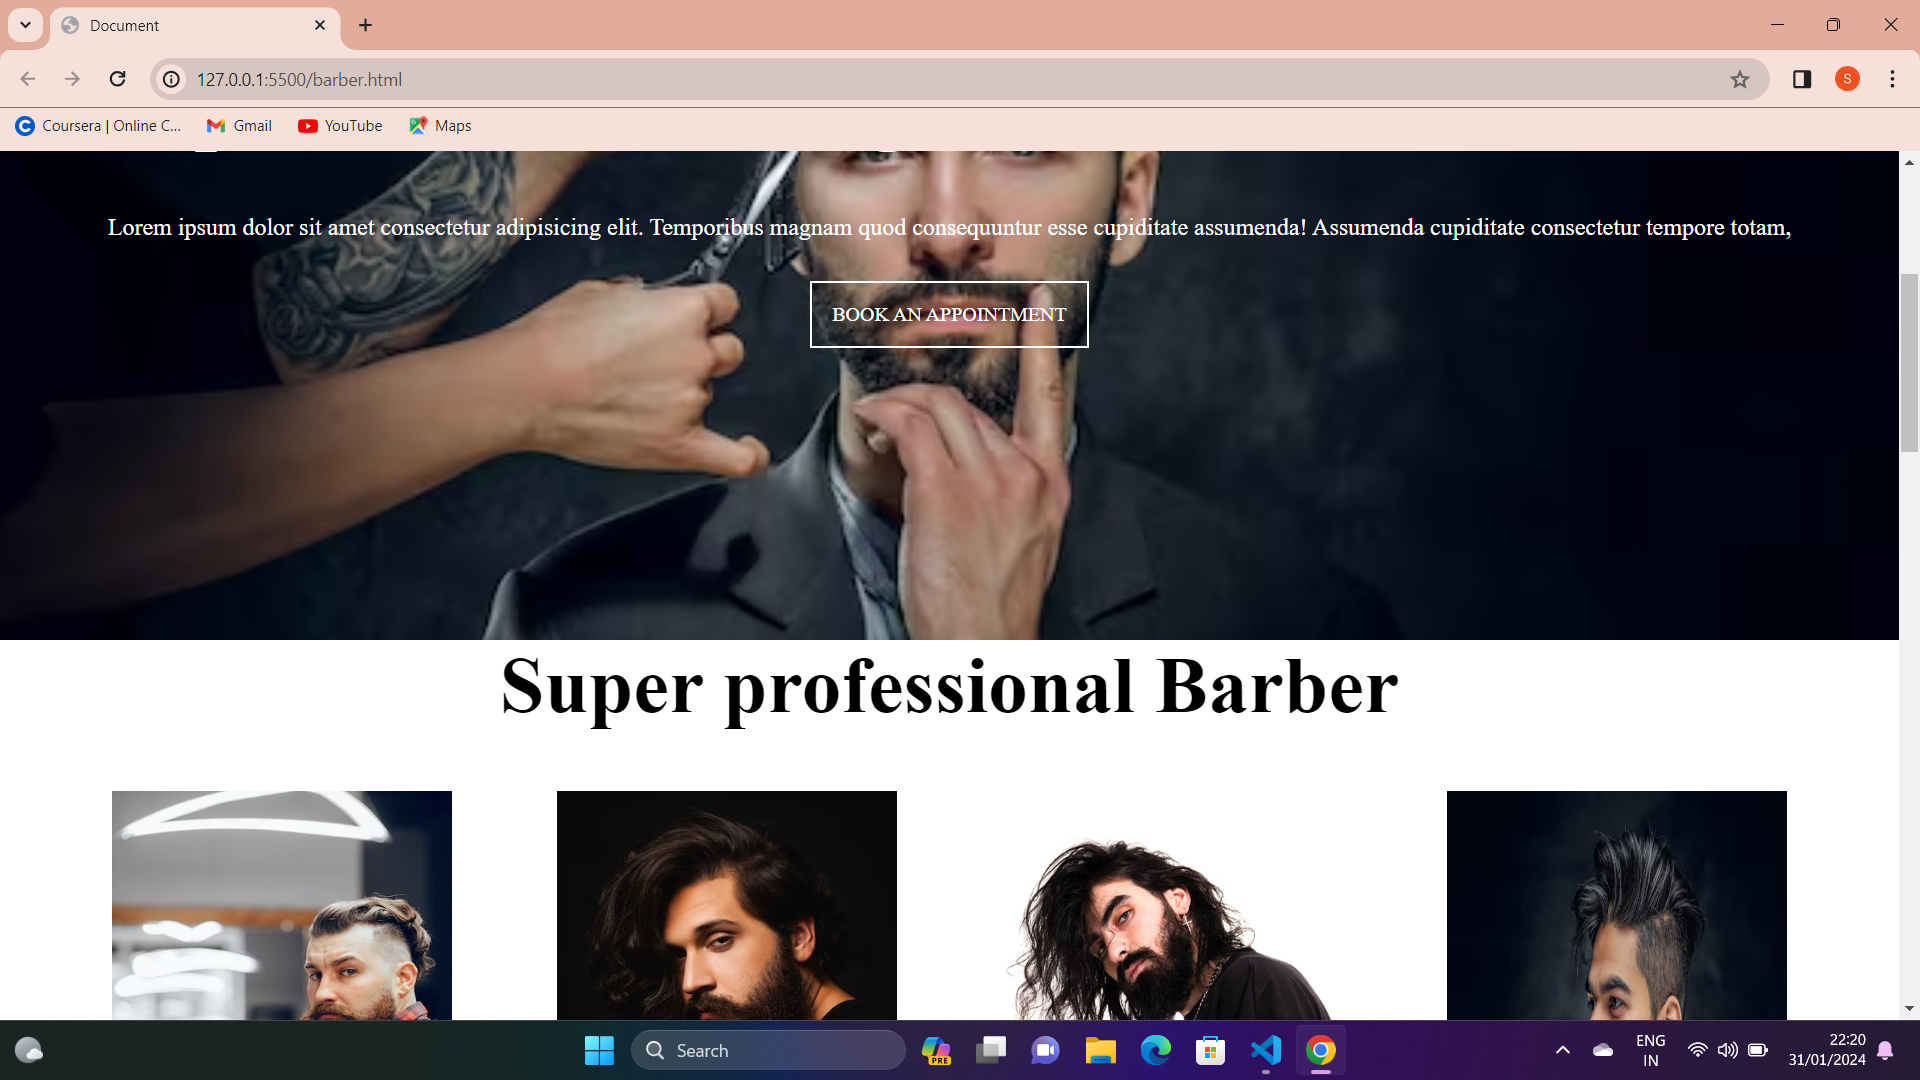 Document
127.0.0.1:5500/barber.html
S
Coursera | Online C...
Gmail
YouTube
Maps
Lorem ipsum dolor sit amet consectetur adipisicing elit. Temporibus magnam quod consequuntur esse cupiditate assumenda! Assumenda cupiditate consectetur tempore totam,
BOOK AN APPOINTMENT
Super professional Barber
Search
PRE
ENG
IN
22:20
31/01/2024